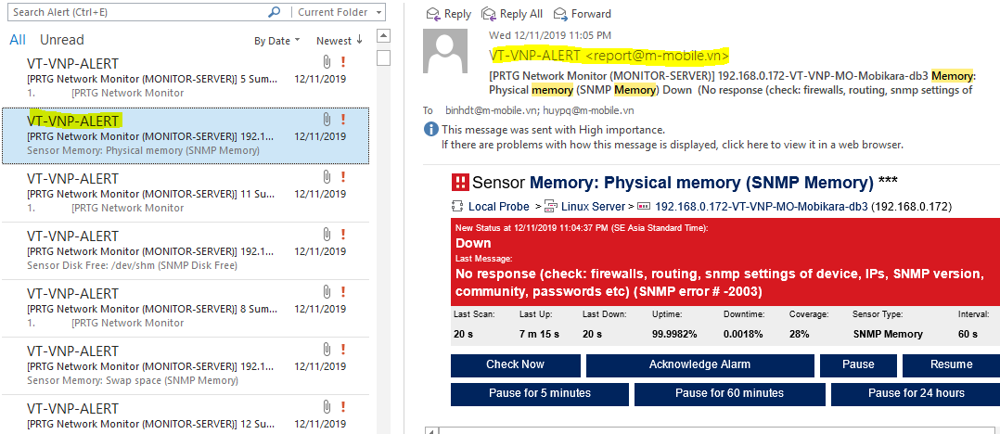 Search Alert (Ctrl+E)
Current Folder
All Unread
By Date Newest
VT-VNP-ALERT
[PRTG Network Monitor (MONITOR-SERVER)] 5 Sum... 12/11/2019
1. [PRTG Network Monitor
VT-VNP-ALERT
[PRTG Network Monitor (MONITOR-SERVER)] 192.1... 12/11/2019
Sensor Memory: Physical memory (SNMP Memory)
VT-VNP-ALERT
[PRTG Network Monitor (MONITOR-SERVER)] 11 Su... 12/11/2019
1. [PRTG Network Monitor
VT-VNP-ALERT
[PRTG Network Monitor (MONITOR-SERVER)] 192.1... 12/11/2019
Sensor Disk Free: /dev/shm (SNMP Disk Free)
VT-VNP-ALERT
[PRTG Network Monitor (MONITOR-SERVER)] 8 Sum... 12/11/2019
1. [PRTG Network Monitor
VT-VNP-ALERT
[PRTG Network Monitor (MONITOR-SERVER)] 192.1... 12/11/2019
Sensor Memory: Swap space (SNMP Memory)
VT-VNP-ALERT
[PRTG Network Monitor (MONITOR-SERVER)] 12 Su... 12/11/2019
Reply Reply All Forward
Wed 12/11/2019 11:05 PM
VT-VNP-ALERT <report@m-mobile.vn>
[PRTG Network Monitor (MONITOR-SERVER)] 192.168.0.172-VT-VNP-MO-Mobikara-db3 Memory:
Physical memory (SNMP Memory) Down (No response (check: firewalls, routing, snmp settings of
To binhdt@m-mobile.vn; huypq@m-mobile.vn
This message was sent with High importance.
If there are problems with how this message is displayed, click here to view it in a web browser.
Sensor Memory: Physical memory (SNMP Memory) ***
Local Probe > Linux Server > 192.168.0.172-VT-VNP-MO-Mobikara-db3 (192.168.0.172)
New Status at 12/11/2019 11:04:37 PM (SE Asia Standard Time):
Down
Last Message:
No response (check: firewalls, routing, snmp settings of device, IPs, SNMP version,
community, passwords etc) (SNMP error # -2003)
Last Scan: Last Up: Last Down: Uptime: Downtime: Coverage: Sensor Type: Interval:
20 s 7 m 15 s 20 s 99.9982% 0.0018% 28% SNMP Memory 60 s
Check Now Acknowledge Alarm Pause Resume
Pause for 5 minutes Pause for 60 minutes Pause for 24 hours